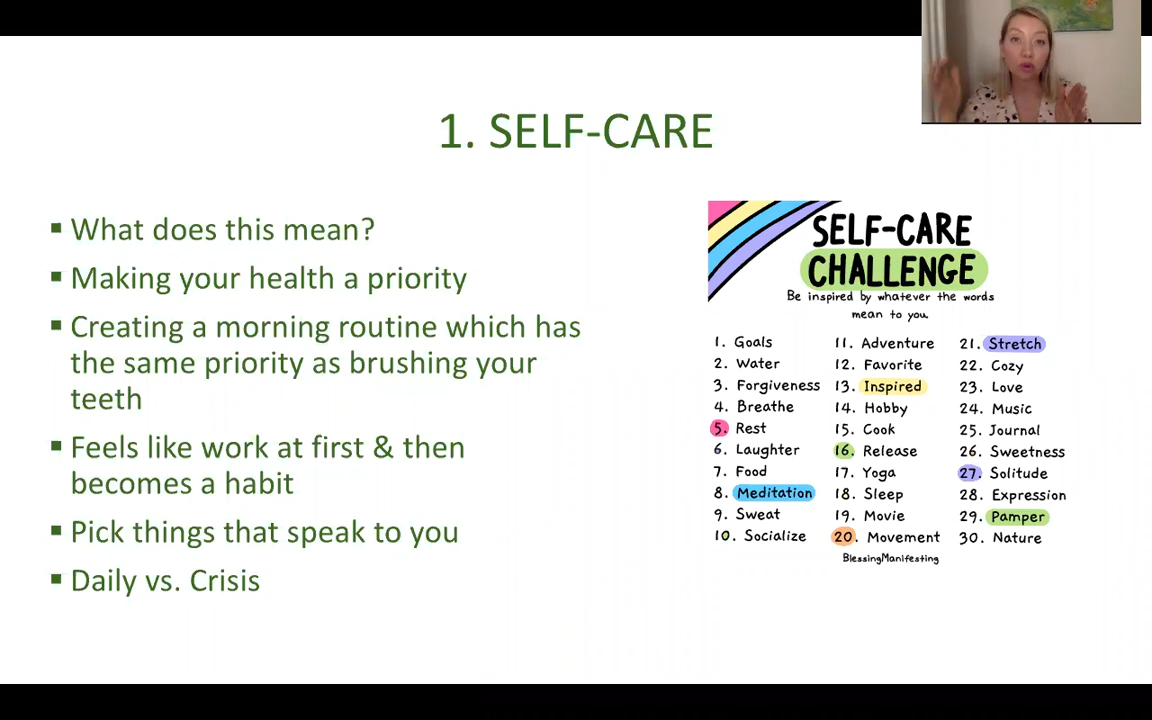 1. SELF-CARE
▪ What does this mean?
▪ Making your health a priority
▪ Creating a morning routine which has
the same priority as brushing your
teeth
▪ Feels like work at first & then
becomes a habit
▪ Pick things that speak to you
▪ Daily vs. Crisis
SELF-CARE
CHALLENGE
Be inspired by whatever the words
mean to you.
1. Goals
2. Water
3. Forgiveness
4. Breathe
5. Rest
6. Laughter
7. Food
8. Meditation
9. Sweat
10. Socialize
11. Adventure
12. Favorite
13. Inspired
14. Hobby
15. Cook
16. Release
17. Yoga
18. Sleep
19. Movie
20. Movement
21. Stretch
22. Cozy
23. Love
24. Music
25. Journal
26. Sweetness
27. Solitude
28. Expression
29. Pamper
30. Nature
BlessingManifesting